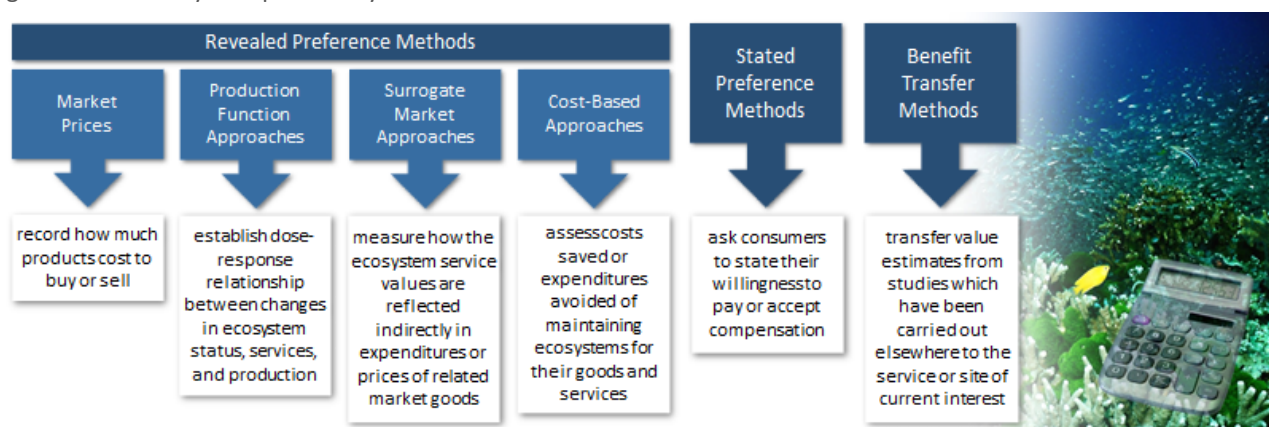 Revealed Preference Methods
Market
Prices
Production
Function
Approaches
Surrogate
Market
Approaches
Cost-Based
Approaches
Stated
Preference
Methods
Benefit
Transfer
Methods
record how much
products cost to
buy or sell
establish dose-
response
relationship
between changes
in ecosystem
status, services,
and production
measure how the
ecosystem service
values are
reflected
indirectly in
expenditures or
prices of related
market goods
assesscosts
saved or
expenditures
avoided of
maintaining
ecosystems for
their goods and
services
ask consumers
to state their
willingnessto
pay or accept
compensation
transfer value
estimates from
studies which
have been
carried out
elsewhere to the
service or site of
current interest